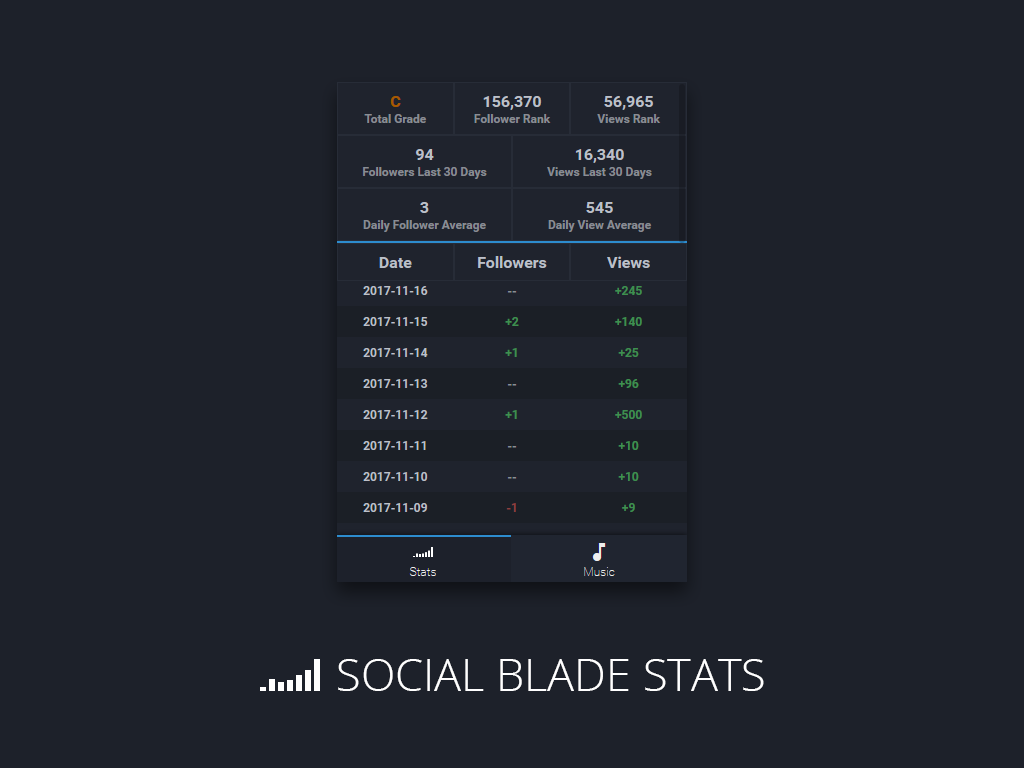 C 156,370 56,965
Total Grade Follower Rank Views Rank
94 16,340
Followers Last 30 Days Views Last 30 Days
3 545
Daily Follower Average Daily View Average
Date Followers Views
2017-11-16 -- +245
2017-11-15 +2 +140
2017-11-14 +1 +25
2017-11-13 -- +96
2017-11-12 +1 +500
2017-11-11 -- +10
2017-11-10 -- +10
2017-11-09 -1 +9
Stats Music
SOCIAL BLADE STATS